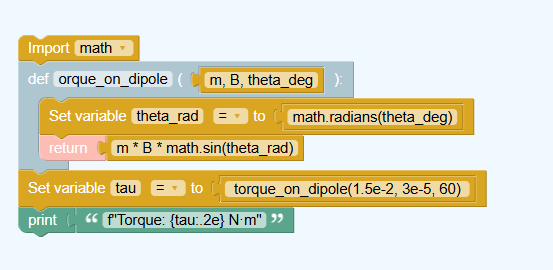 Import math
def orque_on_dipole ( m, B, theta_deg ):
Set variable theta_rad = to math.radians(theta_deg)
return m * B * math.sin(theta_rad)
Set variable tau = to torque_on_dipole(1.5e-2, 3e-5, 60)
print “ f"Torque: {tau:.2e} N·m" ”